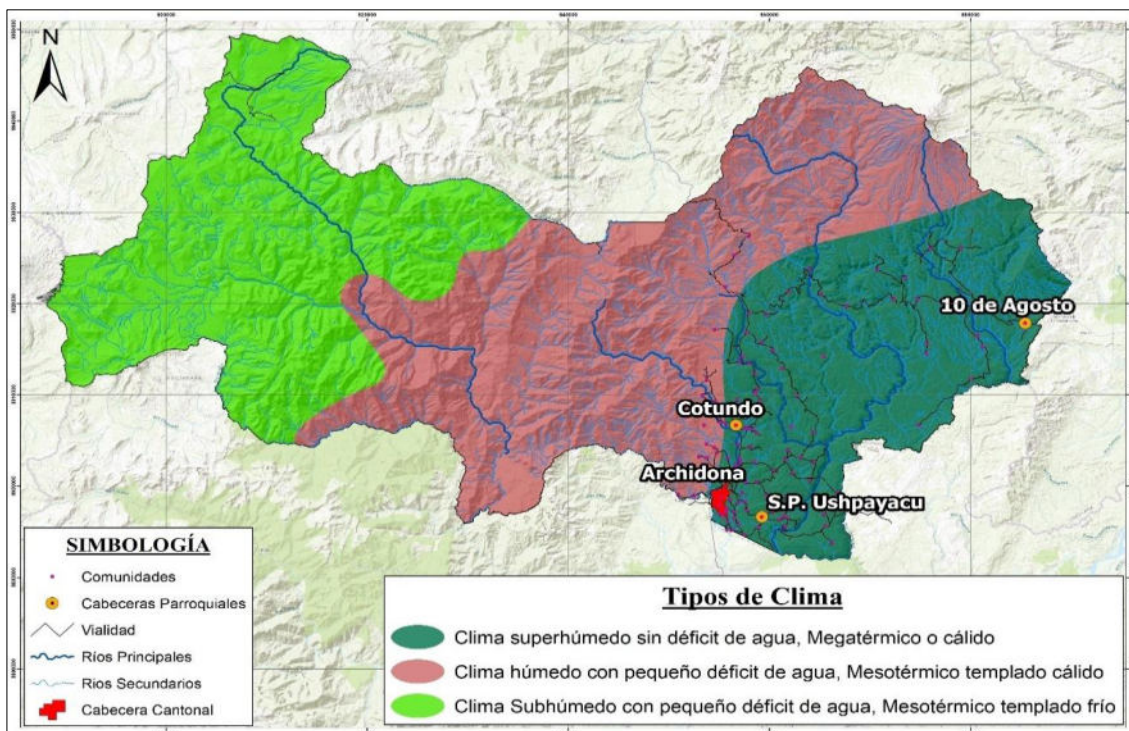 N
10 de Agosto
Cotundo
Archidona
S.P. Ushpayacu
SIMBOLOGÍA
Comunidades
Cabeceras Parroquiales
Vialidad
Ríos Principales
Ríos Secundarios
Cabecera Cantonal
Tipos de Clima
Clima superhúmedo sin déficit de agua, Megatérmico o cálido
Clima húmedo con pequeño déficit de agua, Mesotérmico templado cálido
Clima Subhúmedo con pequeño déficit de agua, Mesotérmico templado frío